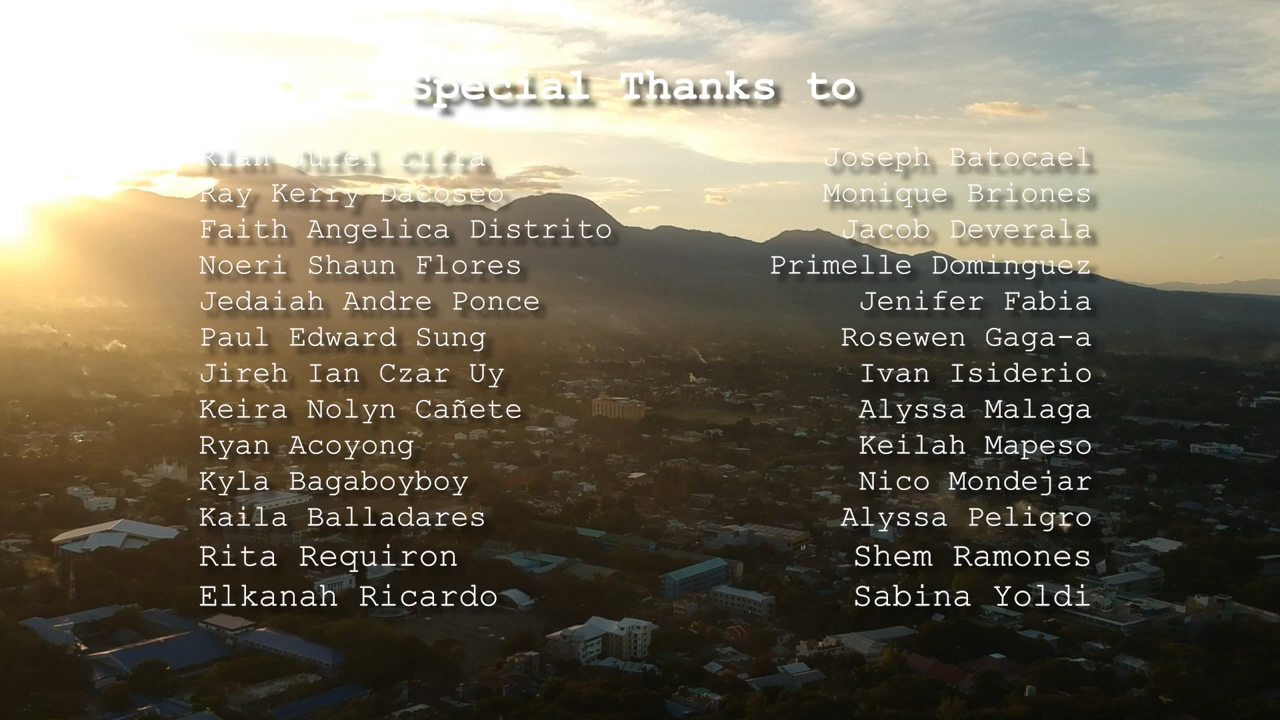 Special Thanks to
Ray Kerry Dacoseo
Faith Angelica Distrito
Noeri Shaun Flores
Jedaiah Andre Ponce
Paul Edward Sung
Jireh Ian Czar Uy
Keira Nolyn Cañete
Ryan Acoyong
Kyla Bagaboyboy
Kaila Balladares
Rita Requiron
Elkanah Ricardo
Joseph Batocael
Monique Briones
Jacob Deverala
Primelle Dominguez
Jenifer Fabia
Rosewen Gaga-a
Ivan Isiderio
Alyssa Malaga
Keilah Mapeso
Nico Mondejar
Alyssa Peligro
Shem Ramones
Sabina Yoldi